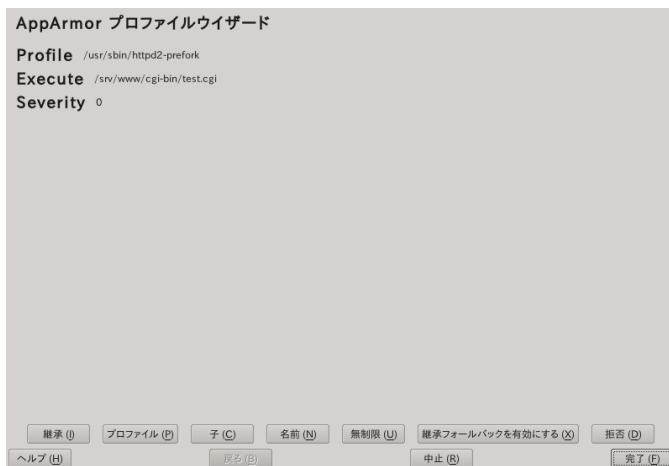 AppArmor プロファイルウイザード
Profile /usr/sbin/httpd2-prefork
Execute /srv/www/cgi-bin/test.cgi
Severity 0
継承 (I) プロファイル (P) 子 (C) 名前 (N) 無制限 (U) 継承フォールバックを有効にする (X) 拒否 (D)
ヘルプ (H) 戻る (B) 中止 (R) 完了 (F)